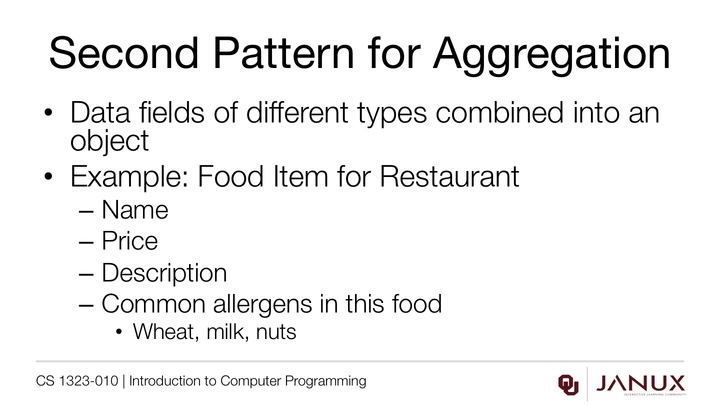 Second Pattern for Aggregation
• Data fields of different types combined into an
object
• Example: Food Item for Restaurant
– Name
– Price
– Description
– Common allergens in this food
• Wheat, milk, nuts
CS 1323-010 | Introduction to Computer Programming
OU JANUX
INTERACTIVE LEARNING COMMUNITY